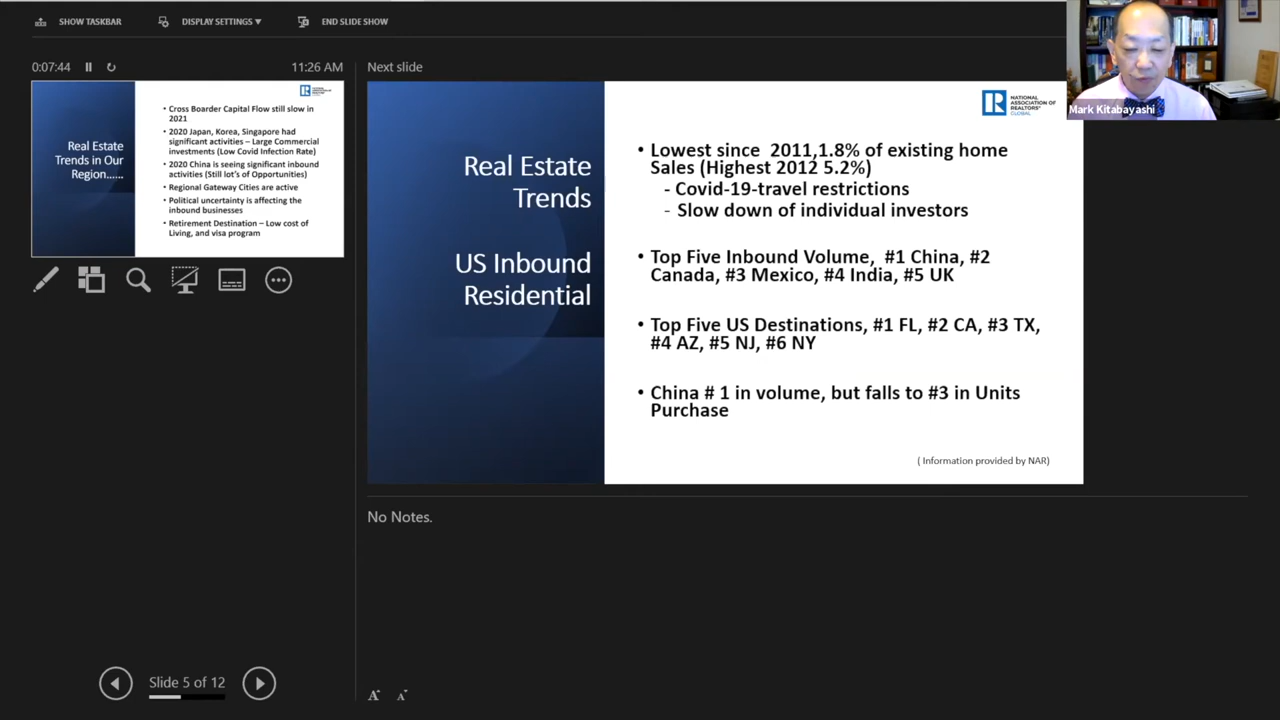 SHOW TASKBAR
DISPLAY SETTINGS ▼
END SLIDE SHOW
0:07:44
11:26 AM
Real Estate
Trends in Our
Region......
NATIONAL
ASSOCIATION OF
REALTORS®
• Cross Boarder Capital Flow still slow in
2021
• 2020 Japan, Korea, Singapore had
significant activities – Large Commercial
investments (Low Covid Infection Rate)
• 2020 China is seeing significant inbound
activities (Still lot's of Opportunities)
• Regional Gateway Cities are active
• Political uncertainty is affecting the
inbound businesses
• Retirement Destination – Low cost of
Living, and visa program
Slide 5 of 12
Next slide
Real Estate
Trends
US Inbound
Residential
NATIONAL
ASSOCIATION OF
REALTORS®
GLOBAL
• Lowest since 2011,1.8% of existing home
Sales (Highest 2012 5.2%)
- Covid-19-travel restrictions
- Slow down of individual investors
• Top Five Inbound Volume, #1 China, #2
Canada, #3 Mexico, #4 India, #5 UK
• Top Five US Destinations, #1 FL, #2 CA, #3 TX,
#4 AZ, #5 NJ, #6 NY
• China # 1 in volume, but falls to #3 in Units
Purchase
( Information provided by NAR)
No Notes.
A A
Mark Kitabayashi